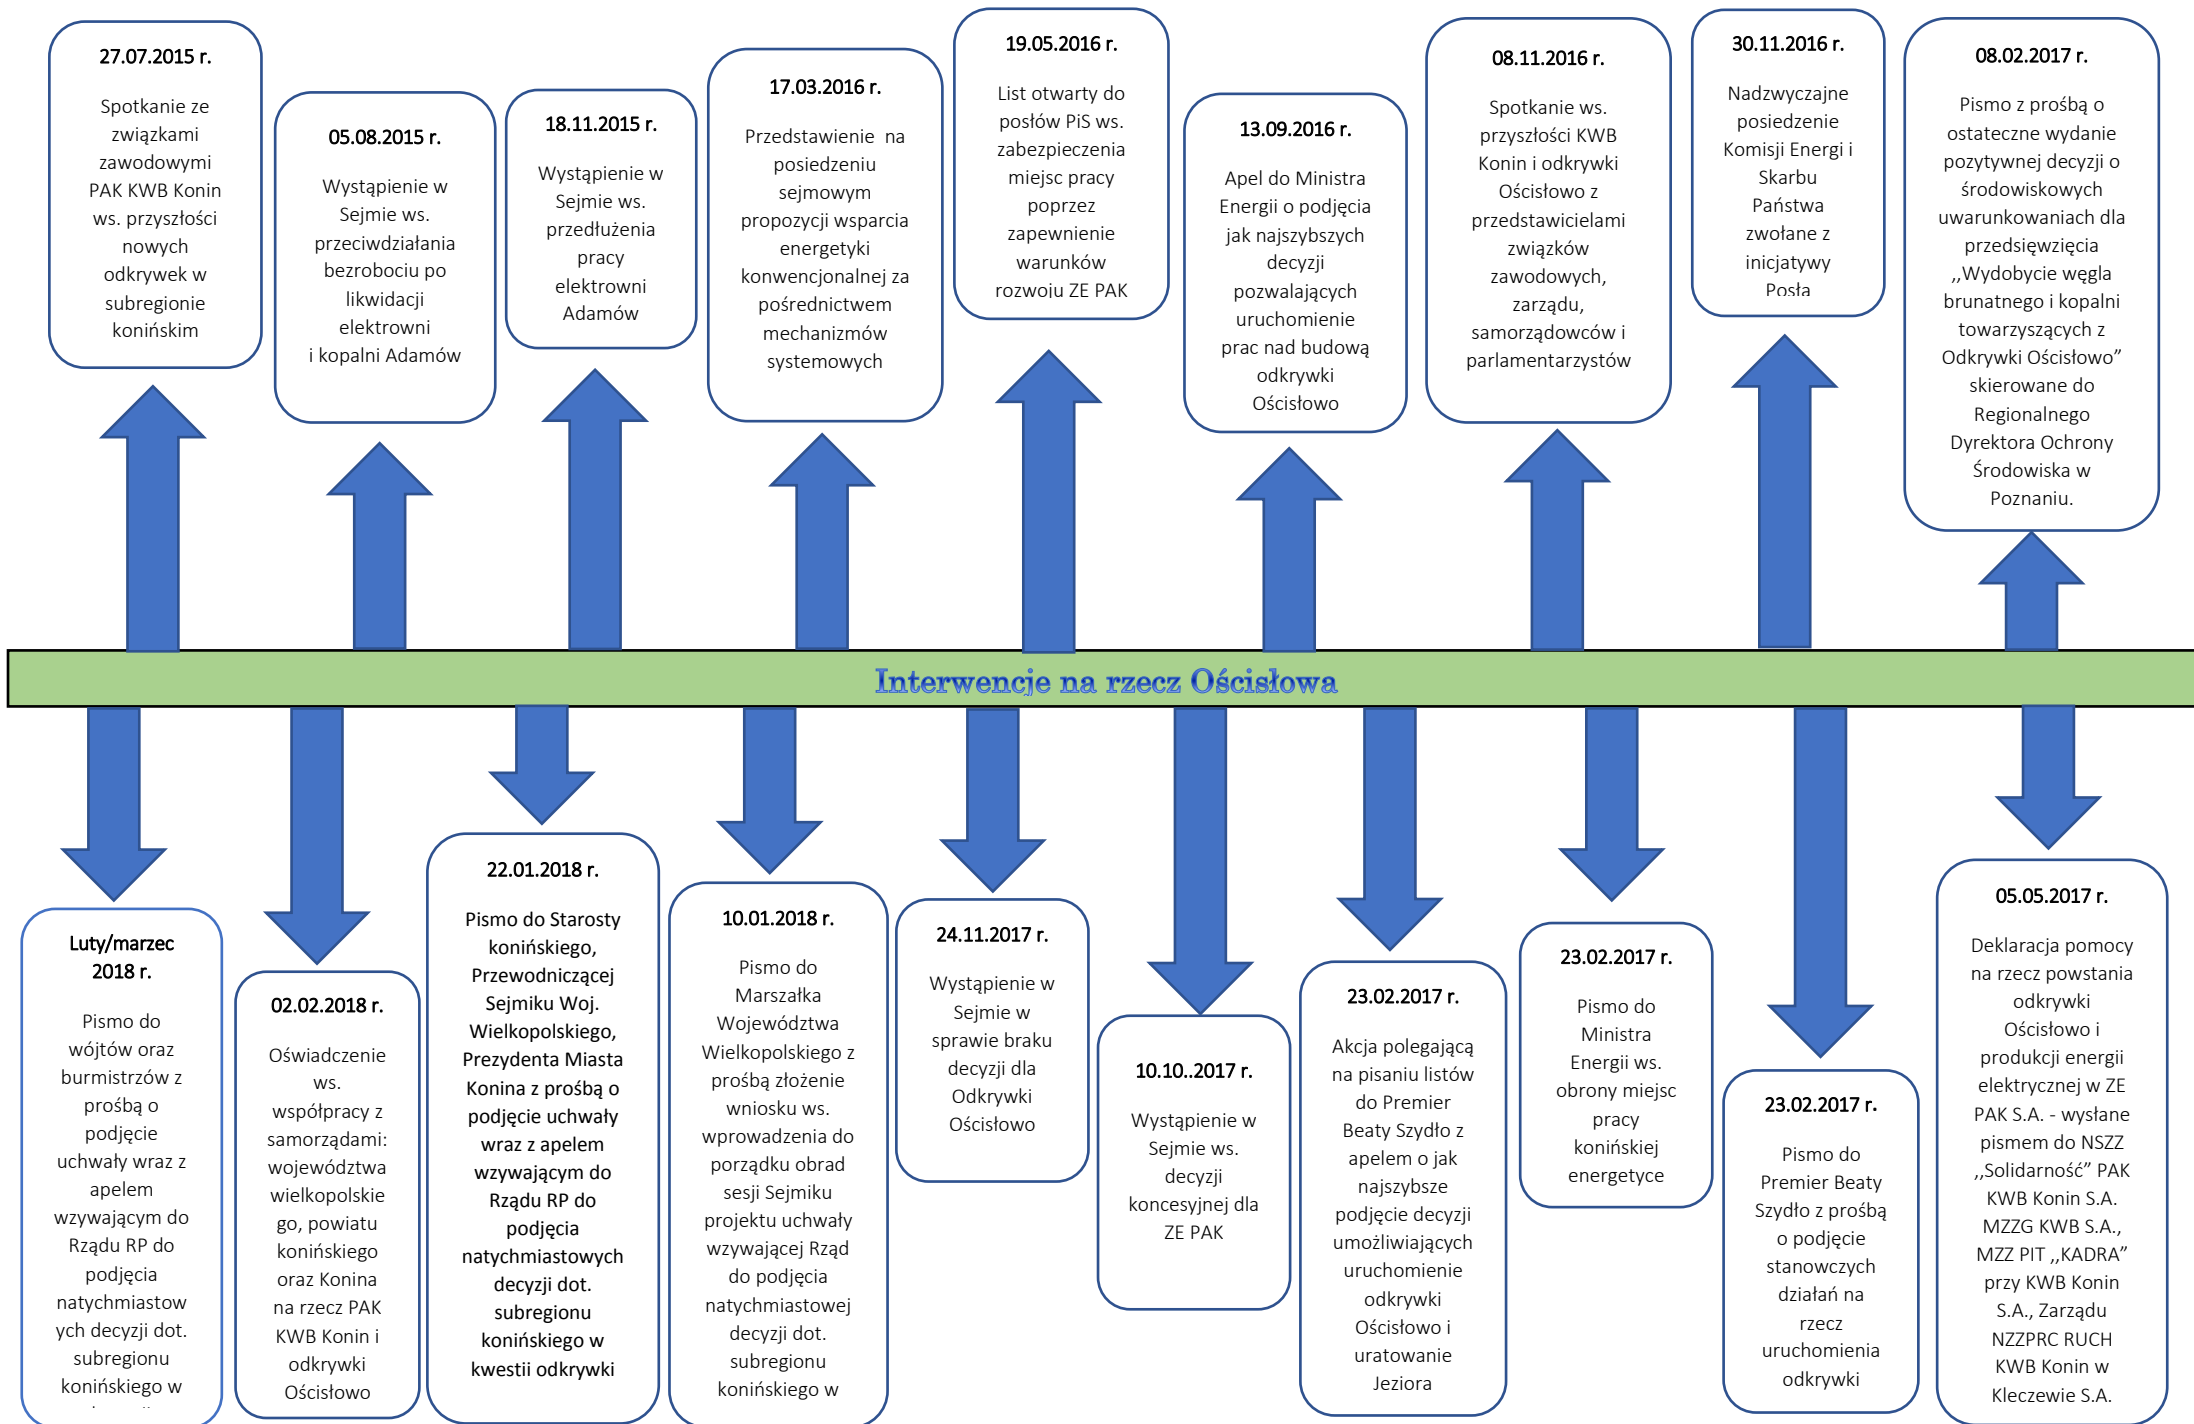 27.07.2015 r.
Spotkanie ze
związkami
zawodowymi
PAK KWB Konin
ws. przyszłości
nowych
odkrywek w
subregionie
konińskim
05.08.2015 r.
Wystąpienie w
Sejmie ws.
przeciwdziałania
bezrobociu po
likwidacji
elektrowni
i kopalni Adamów
18.11.2015 r.
Wystąpienie w
Sejmie ws.
przedłużenia
pracy
elektrowni
Adamów
17.03.2016 r.
Przedstawienie na
posiedzeniu
sejmowym
propozycji wsparcia
energetyki
konwencjonalnej za
pośrednictwem
mechanizmów
systemowych
19.05.2016 r.
List otwarty do
posłów PiS ws.
zabezpieczenia
miejsc pracy
poprzez
zapewnienie
warunków
rozwoju ZE PAK
13.09.2016 r.
Apel do Ministra
Energii o podjęcia
jak najszybszych
decyzji
pozwalających
uruchomienie
prac nad budową
odkrywki
Ościsłowo
08.11.2016 r.
Spotkanie ws.
przyszłości KWB
Konin i odkrywki
Ościsłowo z
przedstawicielami
związków
zawodowych,
zarządu,
samorządowców i
parlamentarzystów
30.11.2016 r.
Nadzwyczajne
posiedzenie
Komisji Energi i
Skarbu
Państwa
zwołane z
inicjatywy
Posła
08.02.2017 r.
Pismo z prośbą o
ostateczne wydanie
pozytywnej decyzji o
środowiskowych
uwarunkowaniach dla
przedsięwzięcia
,,Wydobycie węgla
brunatnego i kopalni
towarzyszących z
Odkrywki Ościsłowo”
skierowane do
Regionalnego
Dyrektora Ochrony
Środowiska w
Poznaniu.
Interwencje na rzecz Ościsłowa
Luty/marzec
2018 r.
Pismo do
wójtów oraz
burmistrzów z
prośbą o
podjęcie
uchwały wraz z
apelem
wzywającym do
Rządu RP do
podjęcia
natychmiastow
ych decyzji dot.
subregionu
konińskiego w
02.02.2018 r.
Oświadczenie
ws.
współpracy z
samorządami:
województwa
wielkopolskie
go, powiatu
konińskiego
oraz Konina
na rzecz PAK
KWB Konin i
odkrywki
Ościsłowo
22.01.2018 r.
Pismo do Starosty
konińskiego,
Przewodniczącej
Sejmiku Woj.
Wielkopolskiego,
Prezydenta Miasta
Konina z prośbą o
podjęcie uchwały
wraz z apelem
wzywającym do
Rządu RP do
podjęcia
natychmiastowych
decyzji dot.
subregionu
konińskiego w
kwestii odkrywki
10.01.2018 r.
Pismo do
Marszałka
Województwa
Wielkopolskiego z
prośbą złożenie
wniosku ws.
wprowadzenia do
porządku obrad
sesji Sejmiku
projektu uchwały
wzywającej Rząd
do podjęcia
natychmiastowej
decyzji dot.
subregionu
konińskiego w
24.11.2017 r.
Wystąpienie w
Sejmie w
sprawie braku
decyzji dla
Odkrywki
Ościsłowo
10.10..2017 r.
Wystąpienie w
Sejmie ws.
decyzji
koncesyjnej dla
ZE PAK
23.02.2017 r.
Akcja polegającą
na pisaniu listów
do Premier
Beaty Szydło z
apelem o jak
najszybsze
podjęcie decyzji
umożliwiających
uruchomienie
odkrywki
Ościsłowo i
uratowanie
Jeziora
23.02.2017 r.
Pismo do
Ministra
Energii ws.
obrony miejsc
pracy
konińskiej
energetyce
23.02.2017 r.
Pismo do
Premier Beaty
Szydło z prośbą
o podjęcie
stanowczych
działań na
rzecz
uruchomienia
odkrywki
05.05.2017 r.
Deklaracja pomocy
na rzecz powstania
odkrywki
Ościsłowo i
produkcji energii
elektrycznej w ZE
PAK S.A. - wysłane
pismem do NSZZ
,,Solidarność” PAK
KWB Konin S.A.
MZZG KWB S.A.,
MZZ PIT ,,KADRA”
przy KWB Konin
S.A., Zarządu
NZZPRC RUCH
KWB Konin w
Kleczewie S.A.